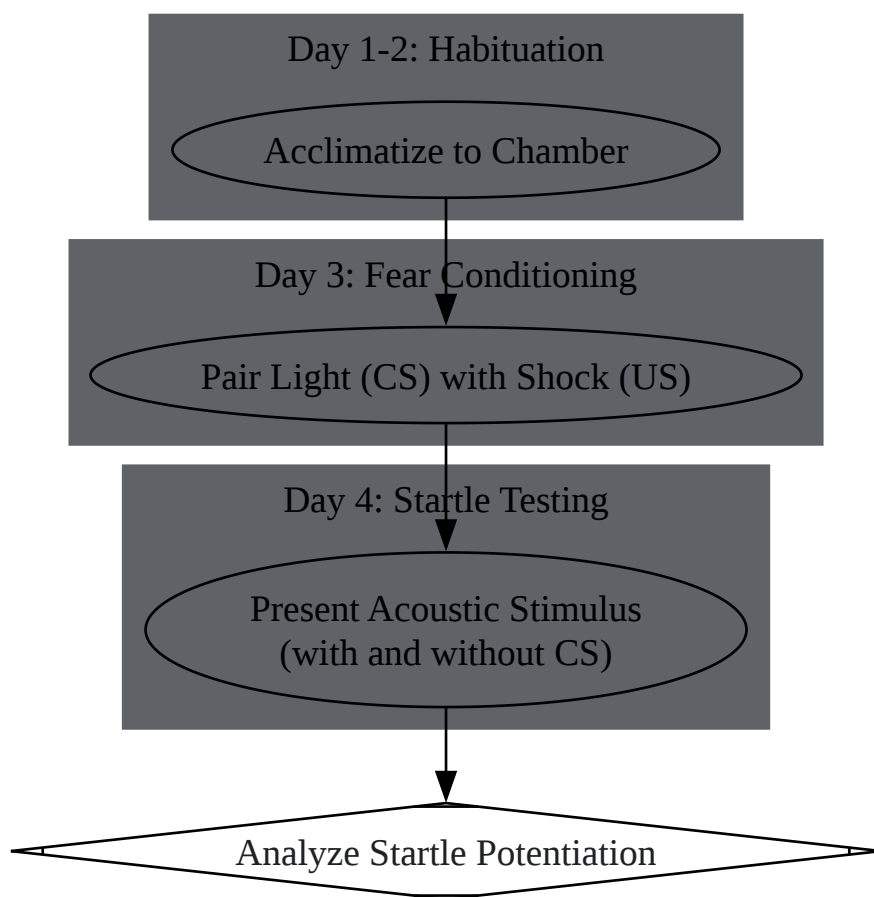 Day 1-2: Habituation
Acclimatize to Chamber
Day 3: Fear Conditioning
Pair Light (CS) with Shock (US)
Day 4: Startle Testing
Present Acoustic Stimulus
(with and without CS)
Analyze Startle Potentiation